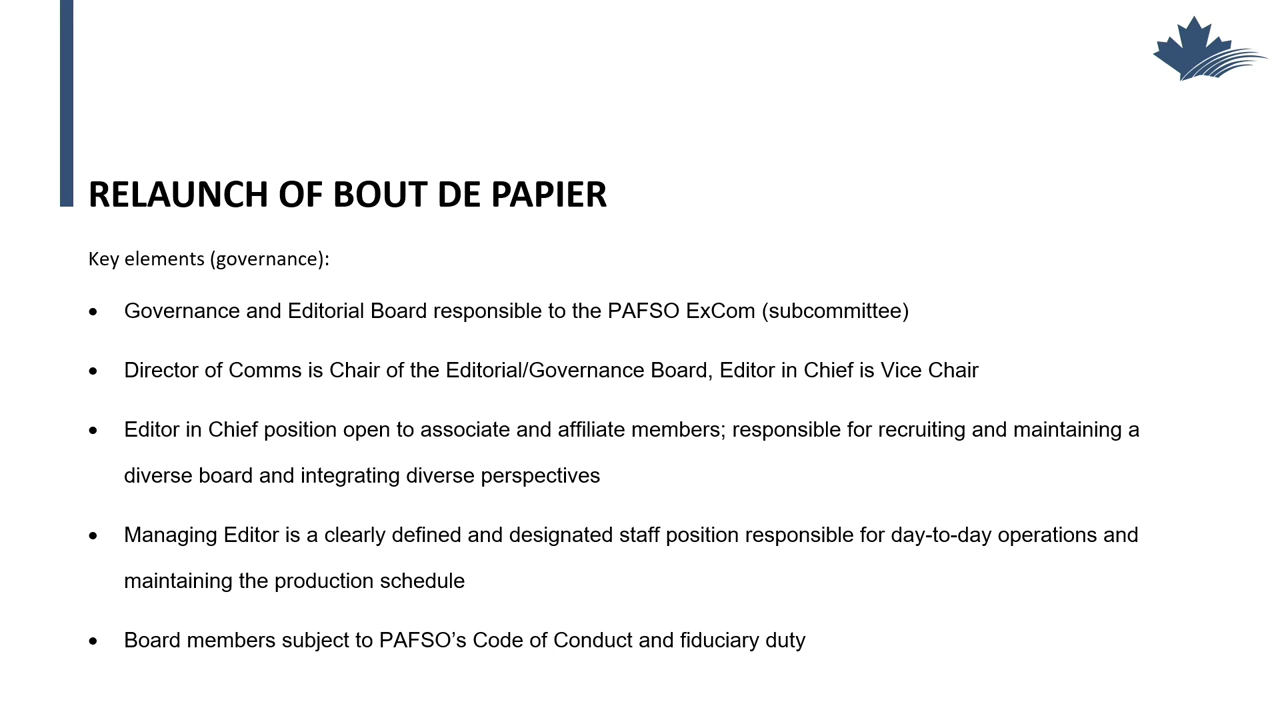 RELAUNCH OF BOUT DE PAPIER
Key elements (governance):
• Governance and Editorial Board responsible to the PAFSO ExCom (subcommittee)
• Director of Comms is Chair of the Editorial/Governance Board, Editor in Chief is Vice Chair
• Editor in Chief position open to associate and affiliate members; responsible for recruiting and maintaining a
diverse board and integrating diverse perspectives
• Managing Editor is a clearly defined and designated staff position responsible for day-to-day operations and
maintaining the production schedule
• Board members subject to PAFSO’s Code of Conduct and fiduciary duty